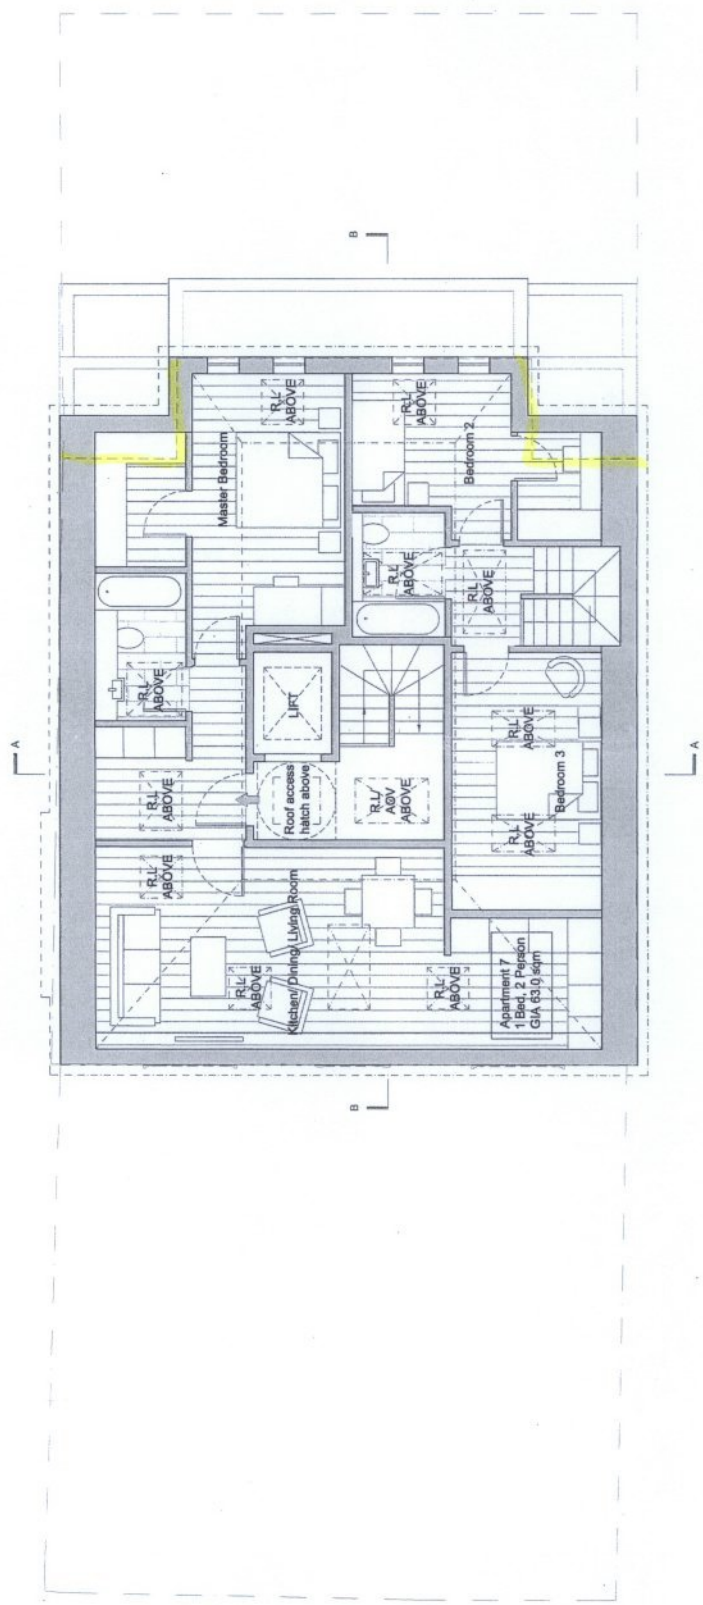 B
R.L
ABOVE
R.L
ABOVE
Master Bedroom
Bedroom 2
R.L
ABOVE
R.L
ABOVE
R.L
ABOVE
LIFT
A
A
R.L
ABOVE
Roof access
hatch above
R.L
AOV
ABOVE
R.L
ABOVE
Bedroom 3
R.L
ABOVE
R.L
ABOVE
Kitchen/ Dining/ Living Room
R.L
ABOVE
R.L
ABOVE
Apartment 7
1 Bed, 2 Person
GIA 63.0 sqm
B